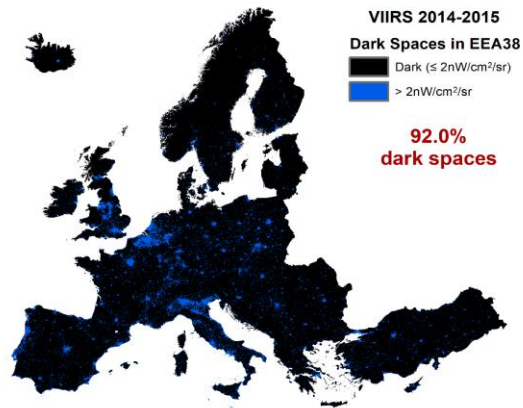 VIIRS 2014-2015
Dark Spaces in EEA38
Dark (≤ 2nW/cm²/sr)
> 2nW/cm²/sr
92.0%
dark spaces